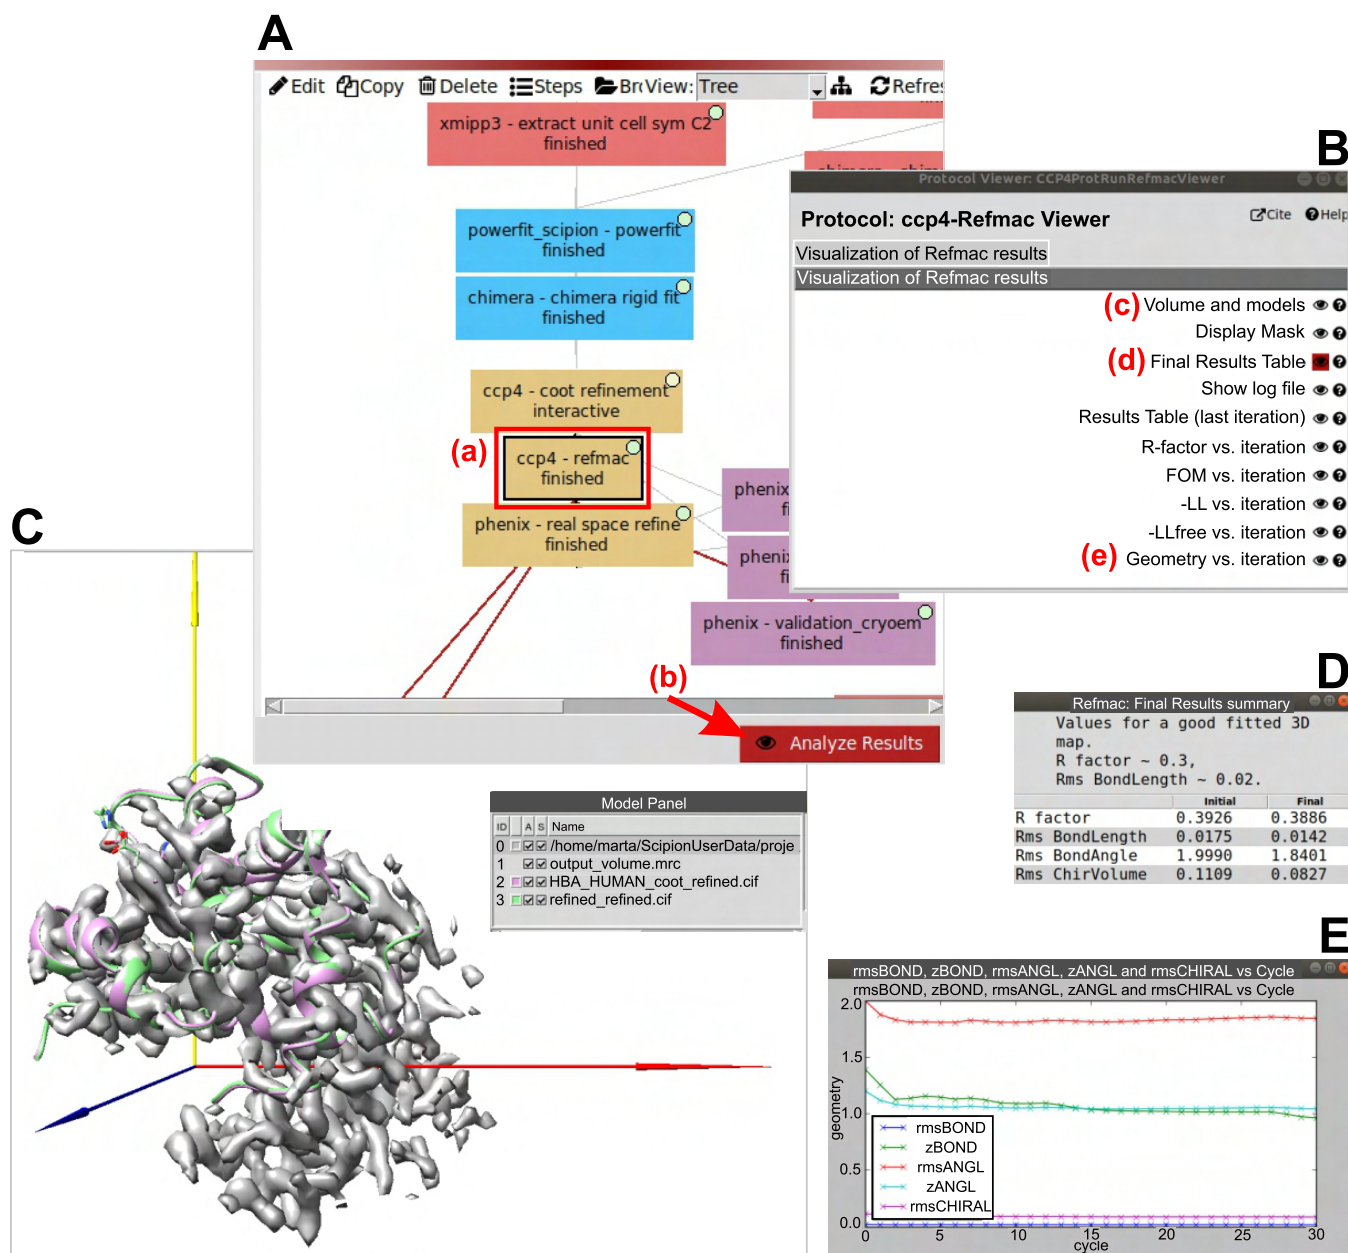 A
Edit Copy Delete Steps Bro View: Tree Refres
xmipp3 - extract unit cell sym C2
finished
powerfit_scipion - powerfit
finished
chimera - chimera rigid fit
finished
ccp4 - coot refinement
interactive
(a)
ccp4 - refmac
finished
phenix - real space refine
finished
phenix
fi
phenix
fi
phenix - validation_cryoem
finished
(b)
Analyze Results
B
Protocol Viewer: CCP4ProtRunRefmacViewer
Protocol: ccp4-Refmac Viewer
Cite Help
Visualization of Refmac results
Visualization of Refmac results
(c) Volume and models
Display Mask
(d) Final Results Table
Show log file
Results Table (last iteration)
R-factor vs. iteration
FOM vs. iteration
-LL vs. iteration
-LLfree vs. iteration
(e) Geometry vs. iteration
C
Model Panel
ID A S Name
0 /home/marta/ScipionUserData/proje
1 output_volume.mrc
2 HBA_HUMAN_coot_refined.cif
3 refined_refined.cif
D
Refmac: Final Results summary
Values for a good fitted 3D
map.
R factor ~ 0.3,
Rms BondLength ~ 0.02.
Initial Final
R factor 0.3926 0.3886
Rms BondLength 0.0175 0.0142
Rms BondAngle 1.9990 1.8401
Rms ChirVolume 0.1109 0.0827
E
rmsBOND, zBOND, rmsANGL, zANGL and rmsCHIRAL vs Cycle
rmsBOND, zBOND, rmsANGL, zANGL and rmsCHIRAL vs Cycle
2.0
1.5
1.0
0.5
0.0
geometry
rmsBOND
zBOND
rmsANGL
zANGL
rmsCHIRAL
0 5 10 15 20 25 30
cycle